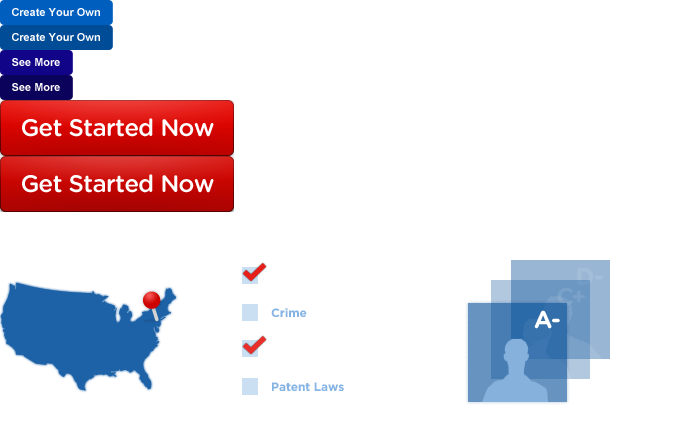 Create Your Own
Create Your Own
See More
See More
Get Started Now
Get Started Now
Crime
Patent Laws
D-
C+
A-